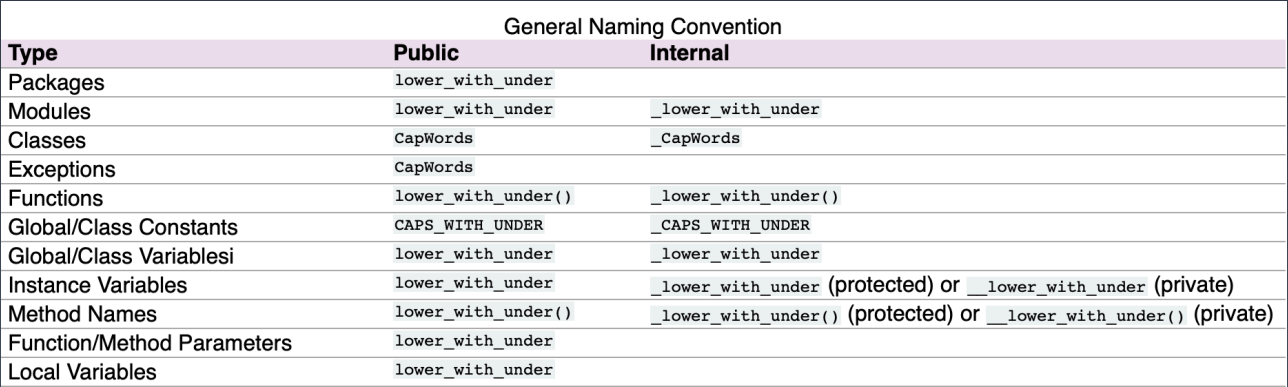 General Naming Convention
Type Public Internal
Packages lower_with_under
Modules lower_with_under _lower_with_under
Classes CapWords _CapWords
Exceptions CapWords
Functions lower_with_under() _lower_with_under()
Global/Class Constants CAPS_WITH_UNDER _CAPS_WITH_UNDER
Global/Class Variablesi lower_with_under _lower_with_under
Instance Variables lower_with_under _lower_with_under (protected) or __lower_with_under (private)
Method Names lower_with_under() _lower_with_under() (protected) or __lower_with_under() (private)
Function/Method Parameters lower_with_under
Local Variables lower_with_under